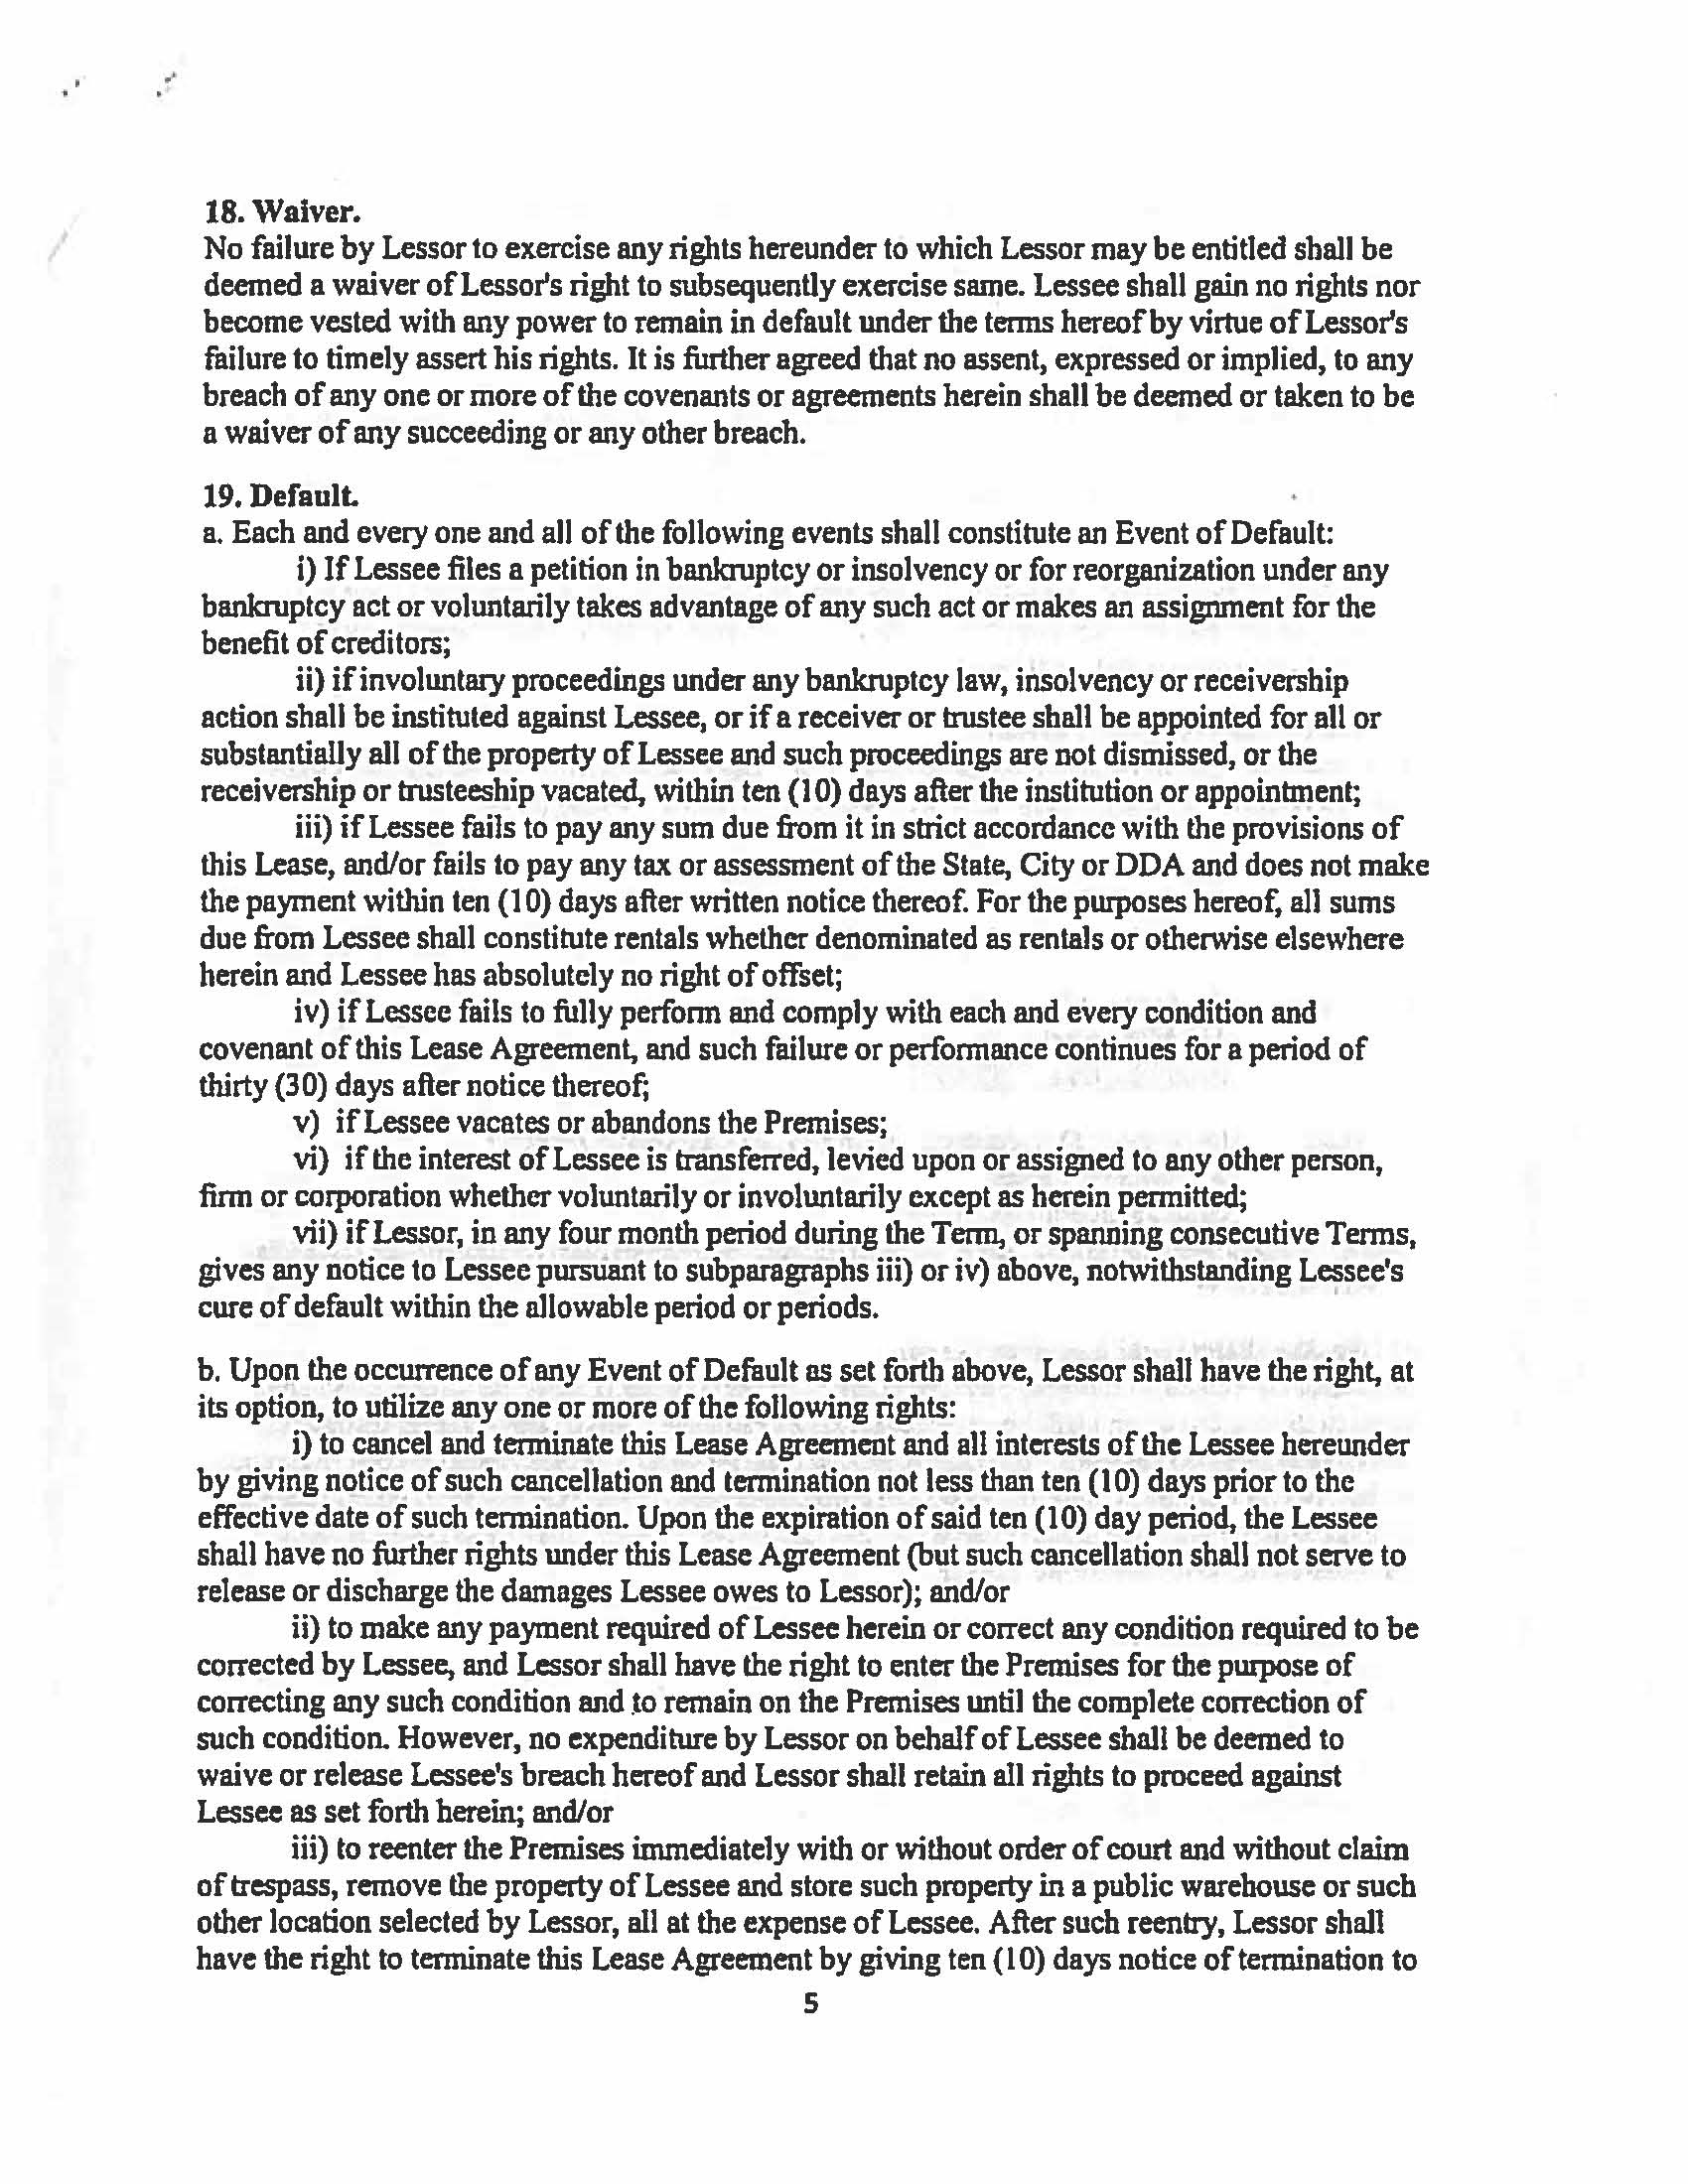 18. Waiver.
No failure by Lessor to exercise any rights hereunder to which Lessor may be entitled shall be
deemed a waiver of Lessor's right to subsequently exercise same. Lessee shall gain no rights nor
become vested with any power to remain in default under the terms hereof by virtue of Lessor's
failure to timely assert his rights. It is further agreed that no assent, expressed or implied, to any
breach of any one or more of the covenants or agreements herein shall be deemed or taken to be
a waiver of any succeeding or any other breach.
19. Default.
a. Each and every one and all of the following events shall constitute an Event of Default:
i) If Lessee files a petition in bankruptcy or insolvency or for reorganization under any
bankruptcy act or voluntarily takes advantage of any such act or makes an assignment for the
benefit of creditors;
ii) if involuntary proceedings under any bankruptcy law, insolvency or receivership
action shall be instituted against Lessee, or if a receiver or trustee shall be appointed for all or
substantially all of the property of Lessee and such proceedings are not dismissed, or the
receivership or trusteeship vacated, within ten (10) days after the institution or appointment;
iii) if Lessee fails to pay any sum due from it in strict accordance with the provisions of
this Lease, and/or fails to pay any tax or assessment of the State, City or DDA and does not make
the payment within ten (10) days after written notice thereof. For the purposes hereof, all sums
due from Lessee shall constitute rentals whether denominated as rentals or otherwise elsewhere
herein and Lessee has absolutely no right of offset;
iv) if Lessee fails to fully perform and comply with each and every condition and
covenant of this Lease Agreement, and such failure or performance continues for a period of
thirty (30) days after notice thereof;
v) if Lessee vacates or abandons the Premises;
vi) if the interest of Lessee is transferred, levied upon or assigned to any other person,
firm or corporation whether voluntarily or involuntarily except as herein permitted;
vii) if Lessor, in any four month period during the Term, or spanning consecutive Terms,
gives any notice to Lessee pursuant to subparagraphs iii) or iv) above, notwithstanding Lessee's
cure of default within the allowable period or periods.
b. Upon the occurrence of any Event of Default as set forth above, Lessor shall have the right, at
its option, to utilize any one or more of the following rights:
i) to cancel and terminate this Lease Agreement and all interests of the Lessee hereunder
by giving notice of such cancellation and termination not less than ten (10) days prior to the
effective date of such termination. Upon the expiration of said ten (10) day period, the Lessee
shall have no further rights under this Lease Agreement (but such cancellation shall not serve to
release or discharge the damages Lessee owes to Lessor); and/or
ii) to make any payment required of Lessee herein or correct any condition required to be
corrected by Lessee, and Lessor shall have the right to enter the Premises for the purpose of
correcting any such condition and to remain on the Premises until the complete correction of
such condition. However, no expenditure by Lessor on behalf of Lessee shall be deemed to
waive or release Lessee's breach hereof and Lessor shall retain all rights to proceed against
Lessee as set forth herein; and/or
iii) to reenter the Premises immediately with or without order of court and without claim
of trespass, remove the property of Lessee and store such property in a public warehouse or such
other location selected by Lessor, all at the expense of Lessee. After such reentry, Lessor shall
have the right to terminate this Lease Agreement by giving ten (10) days notice of termination to
5